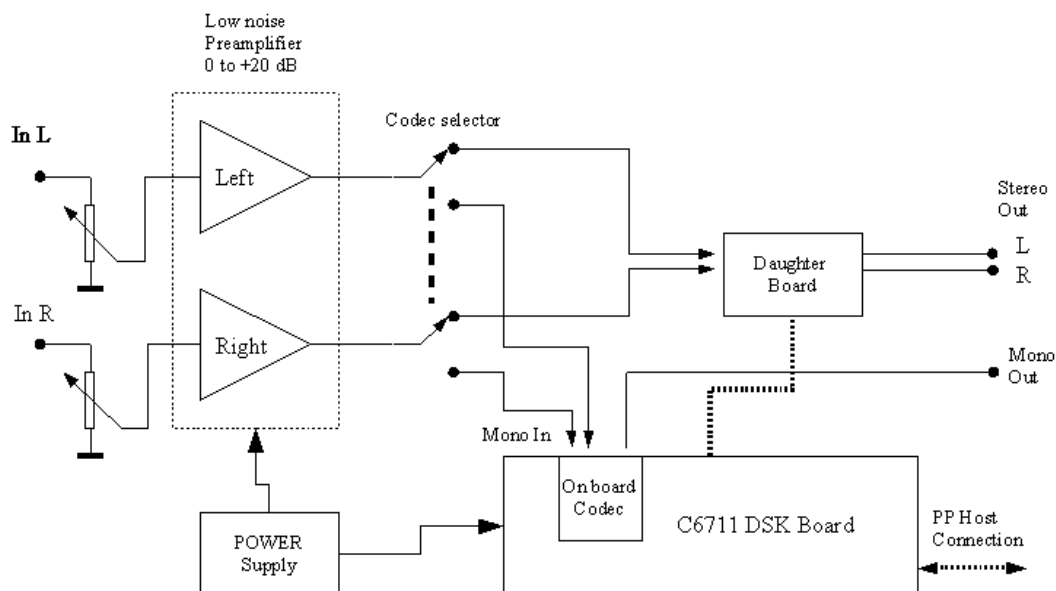 Low noise
Preamplifier
0 to +20 dB
Codec selector
In L
Left
Stereo
Out
L
R
Daughter
Board
In R
Right
Mono
Out
Mono In
Onboard
Codec
C6711 DSK Board
POWER
Supply
PP Host
Connection